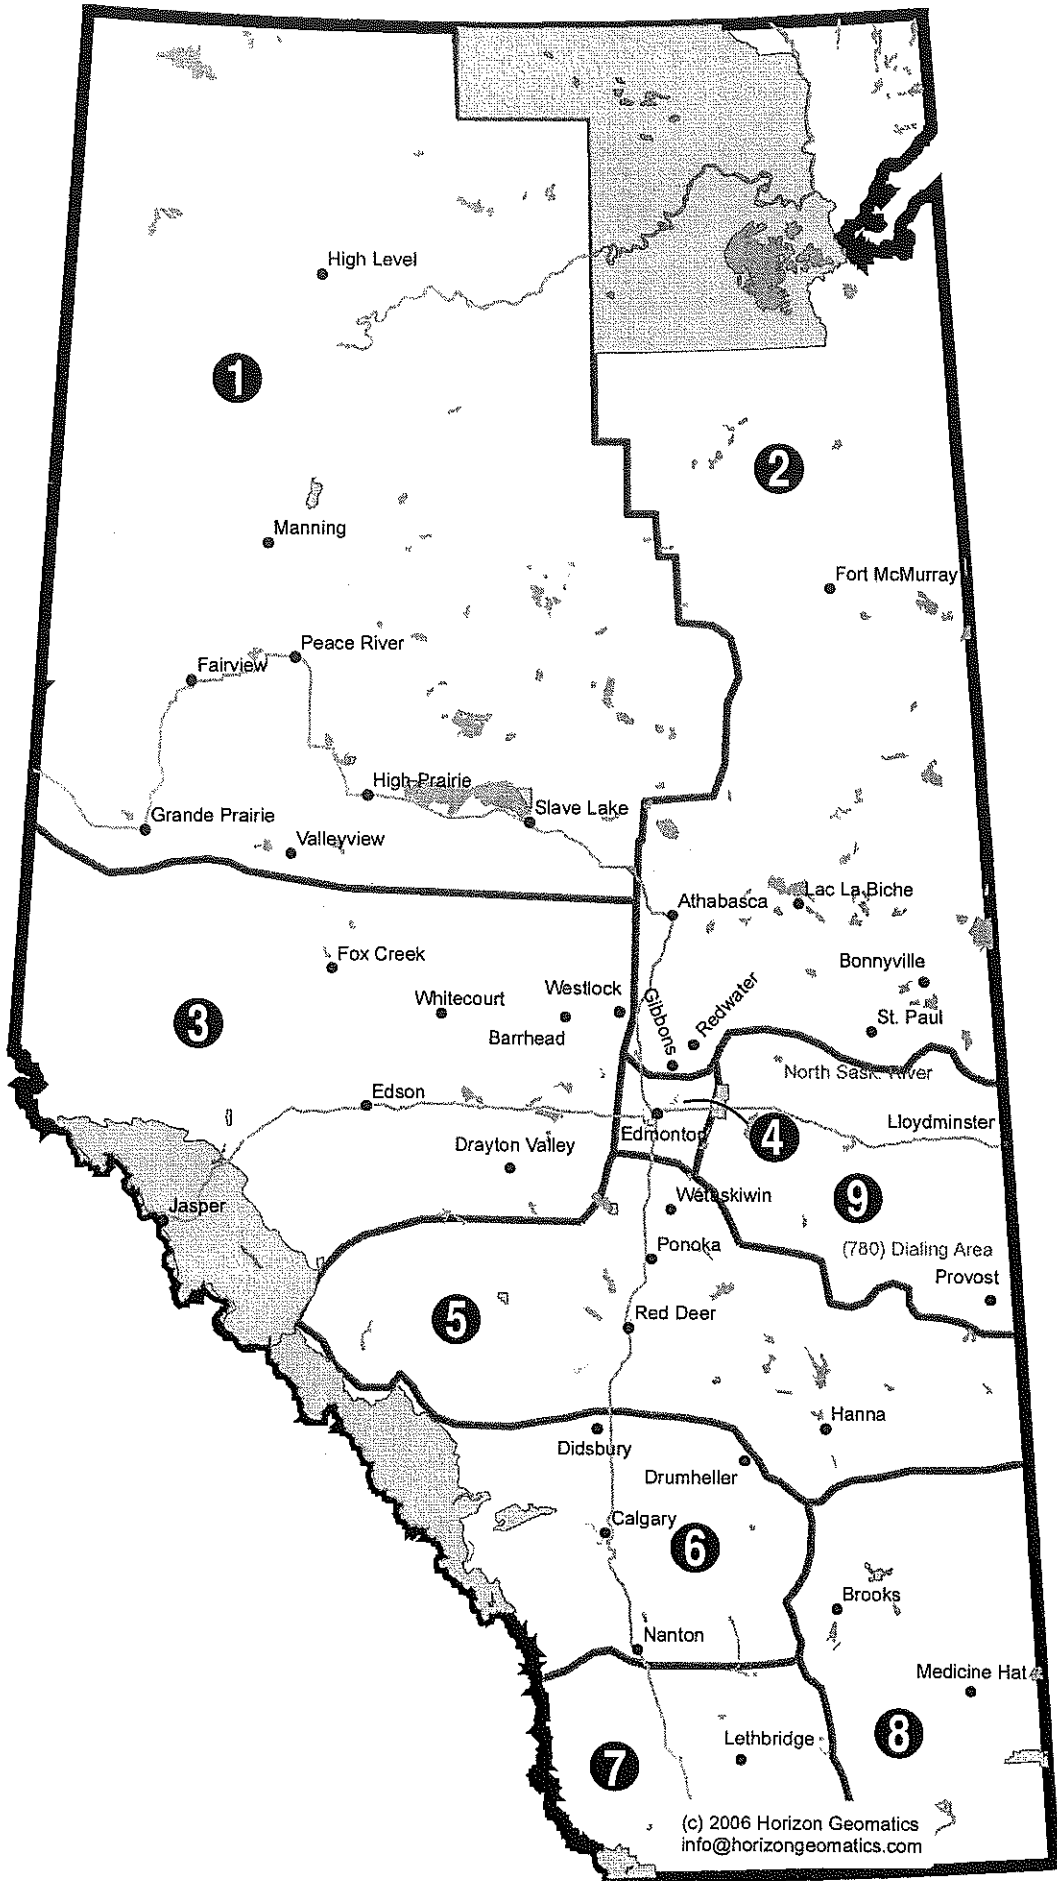 High Level
1
2
Manning
Fort McMurray
Peace River
Fairview
High Prairie
Slave Lake
Grande Prairie
Valleyview
Athabasca
Lac La Biche
Fox Creek
Bonnyville
Whitecourt
Westlock
Gibbons
Redwater
St. Paul
3
Barrhead
North Sask. River
Edson
Lloydminster
Edmonton
4
Drayton Valley
Wetaskiwin
9
Jasper
Ponoka
(780) Dialing Area
Provost
5
Red Deer
Hanna
Didsbury
Drumheller
Calgary
6
Brooks
Nanton
Medicine Hat
8
Lethbridge
7
(c) 2006 Horizon Geomatics
info@horizongeomatics.com